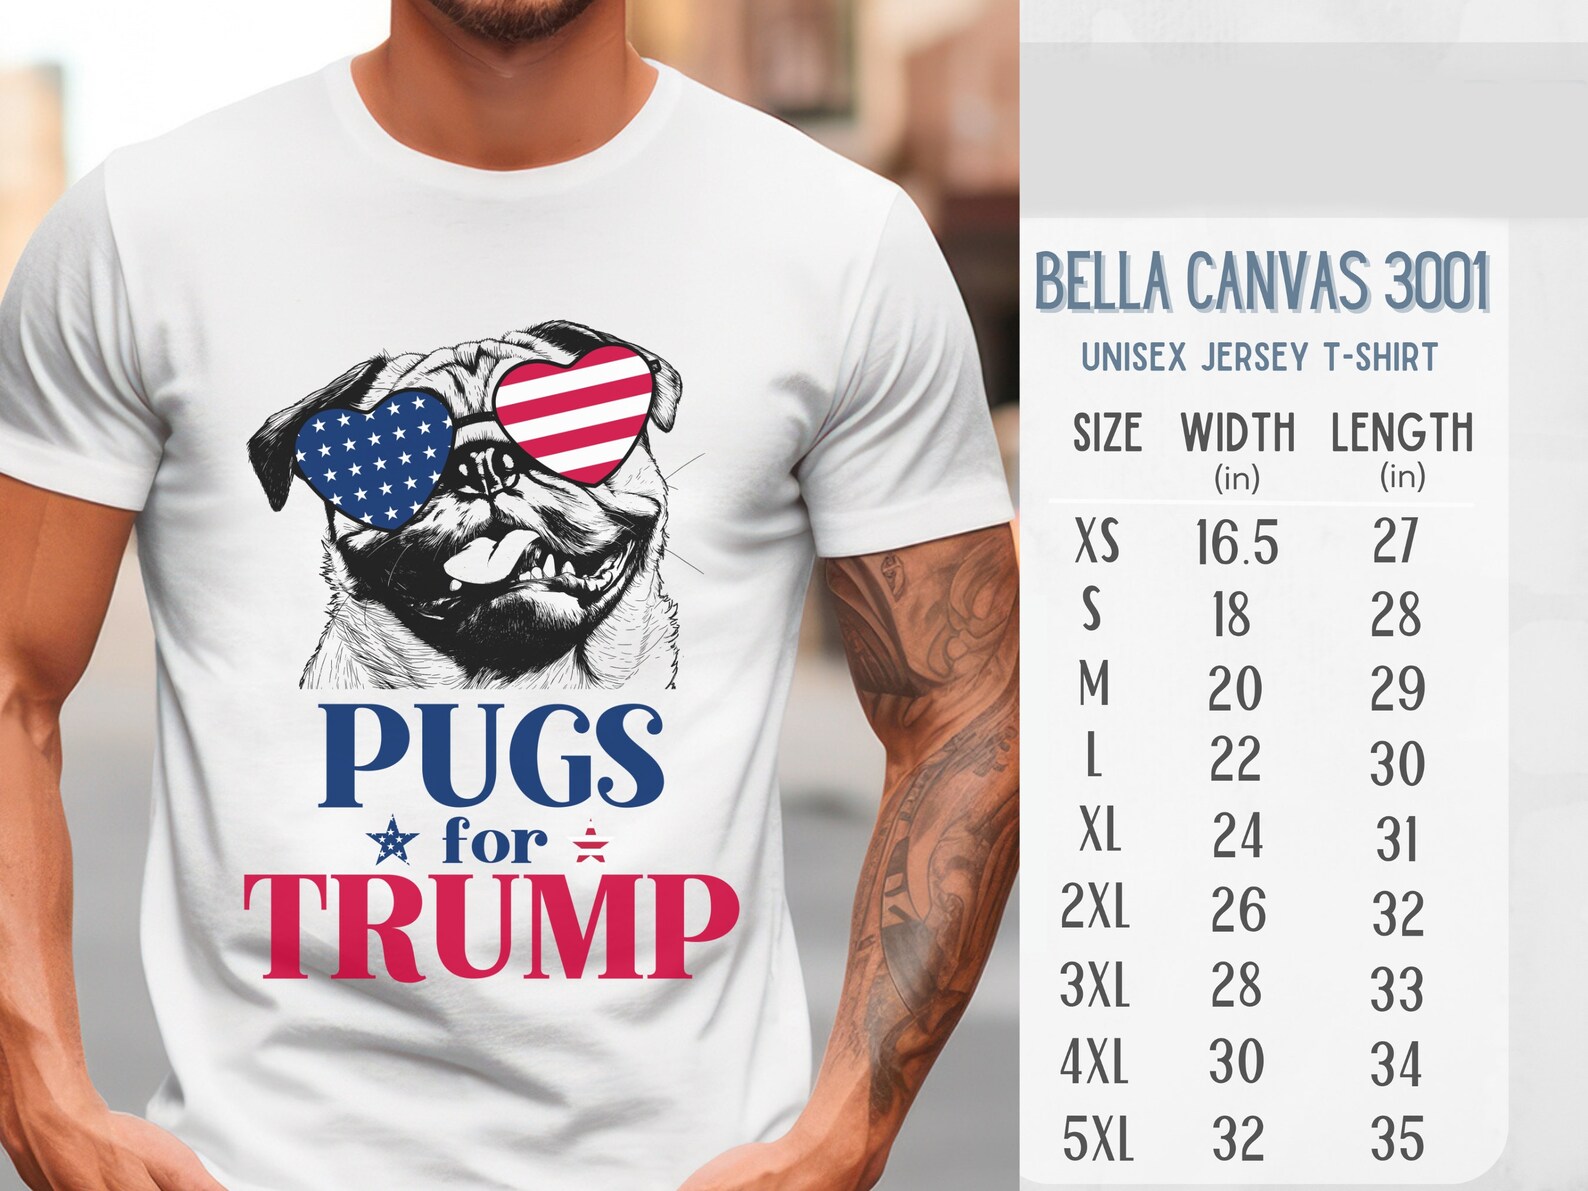 PUGS
for
TRUMP
BELLA CANVAS 3001
UNISEX JERSEY T-SHIRT
SIZE WIDTH LENGTH
(in) (in)
XS 16.5 27
S 18 28
M 20 29
L 22 30
XL 24 31
2XL 26 32
3XL 28 33
4XL 30 34
5XL 32 35